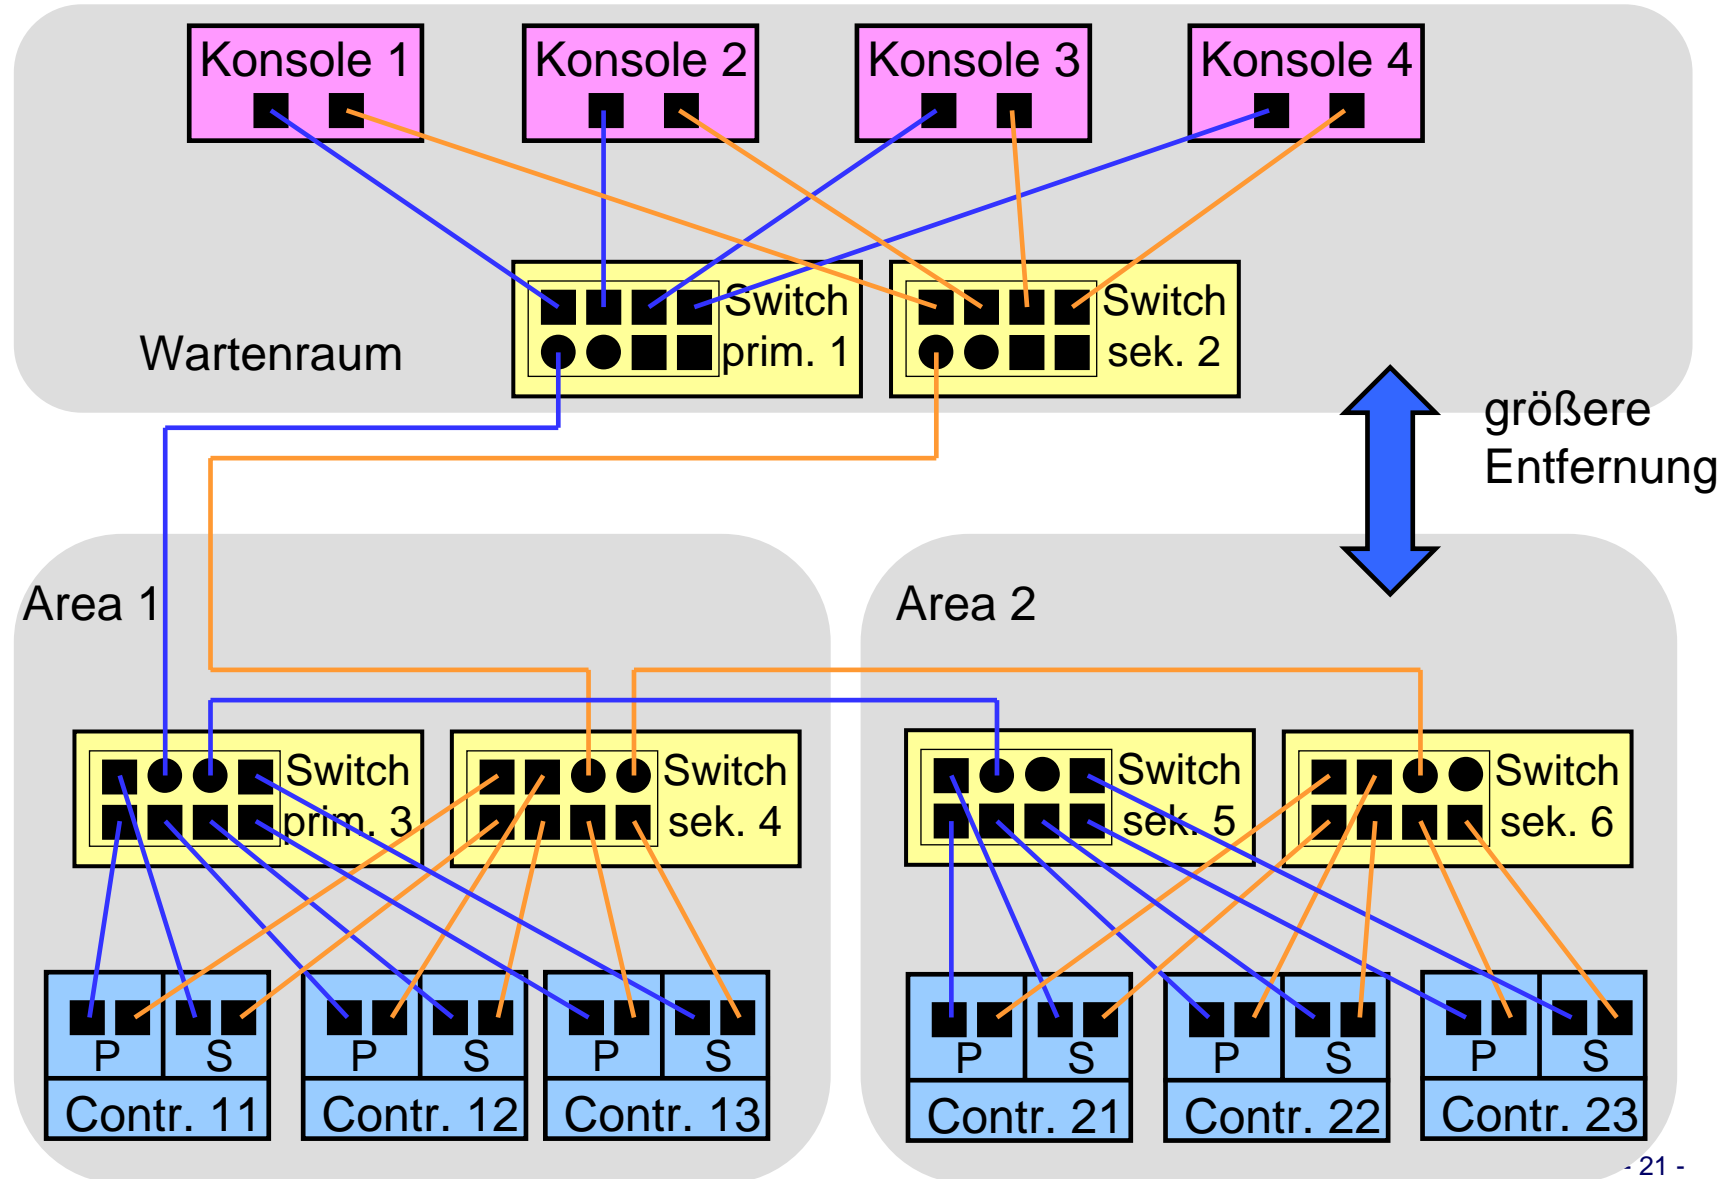 Konsole 1
Konsole 2
Konsole 3
Konsole 4
Switch
prim. 1
Switch
sek. 2
Wartenraum
größere
Entfernung
Area 1
Area 2
Switch
prim. 3
Switch
sek. 4
Switch
sek. 5
Switch
sek. 6
P
S
P
S
P
S
P
S
P
S
P
S
Contr. 11
Contr. 12
Contr. 13
Contr. 21
Contr. 22
Contr. 23
- 21 -